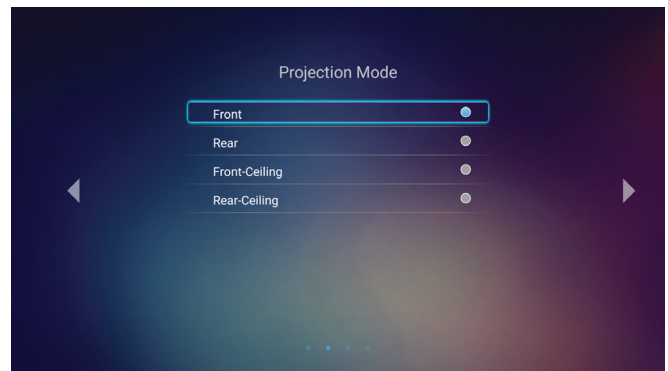 Projection Mode
Front
Rear
Front-Ceiling
Rear-Ceiling